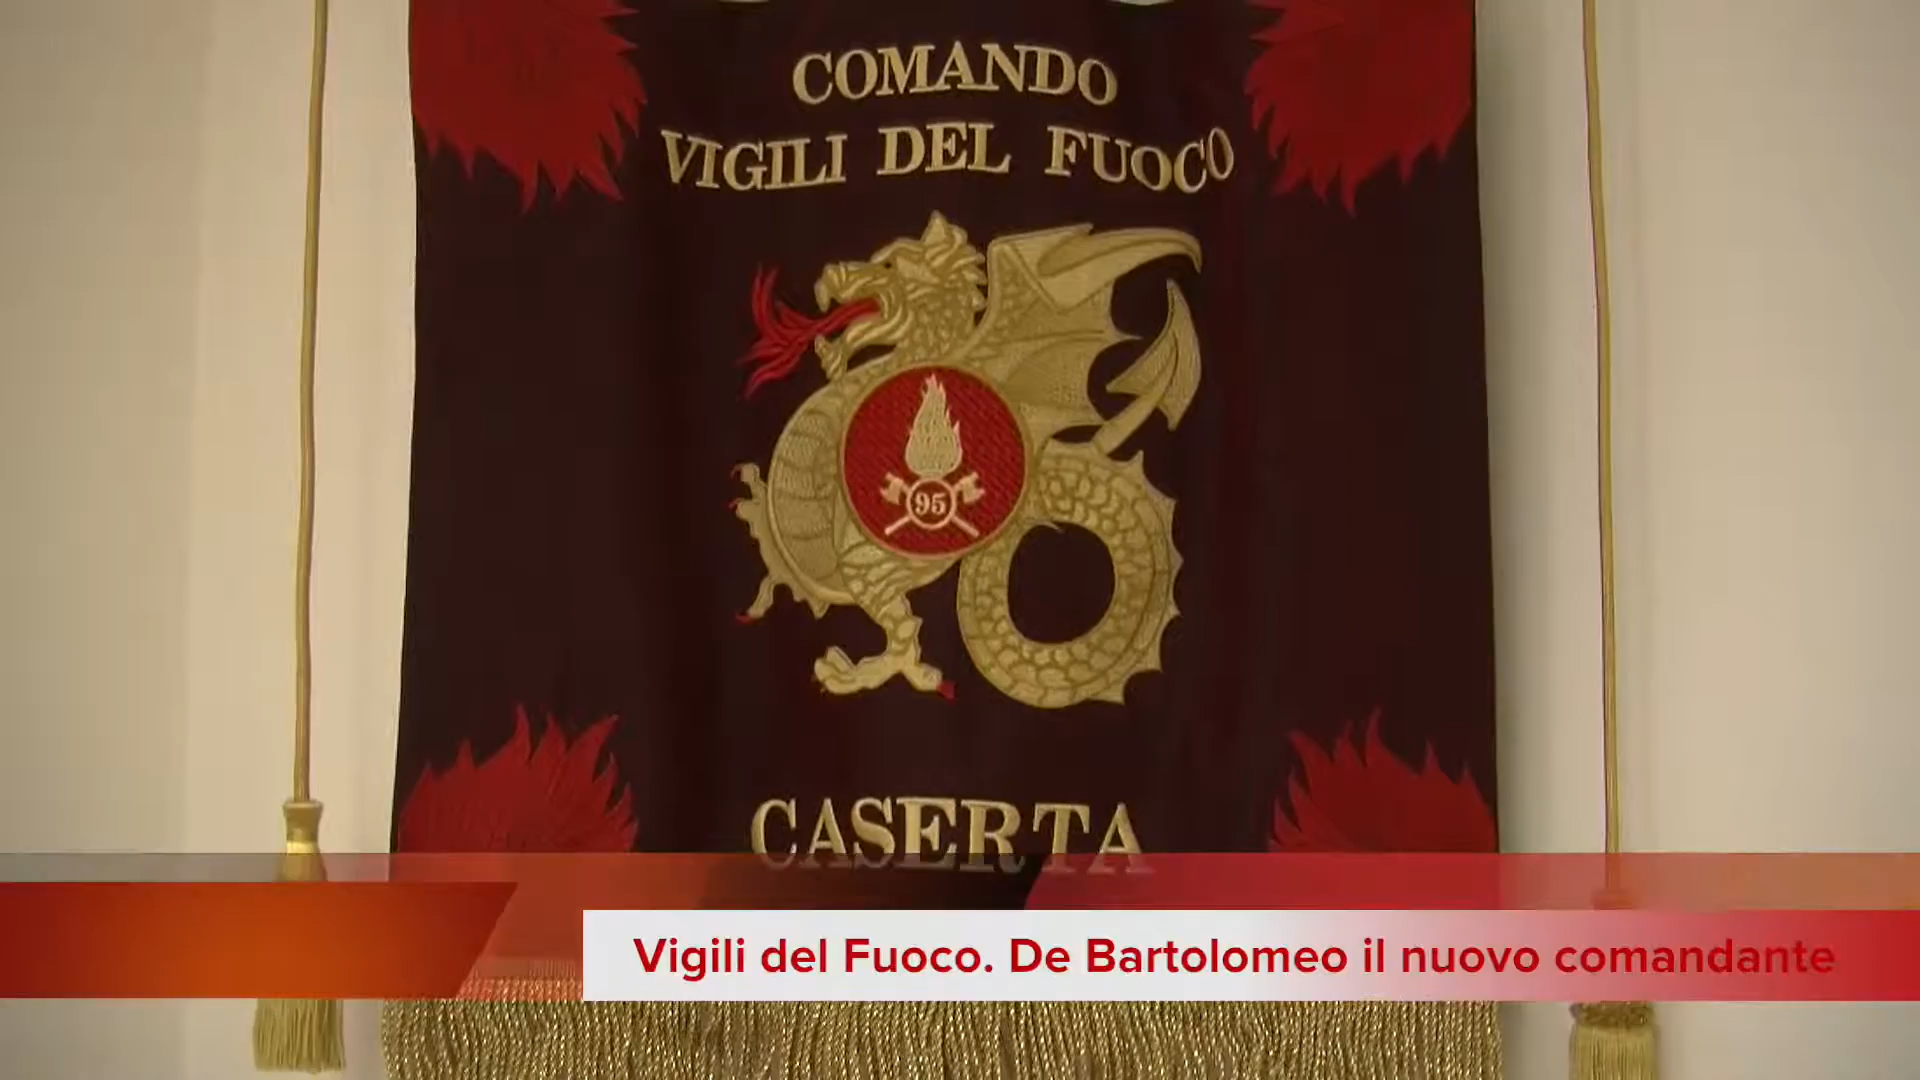 COMANDO
VIGILI DEL FUOCO
95
CASERTA
Vigili del Fuoco. De Bartolomeo il nuovo comandante